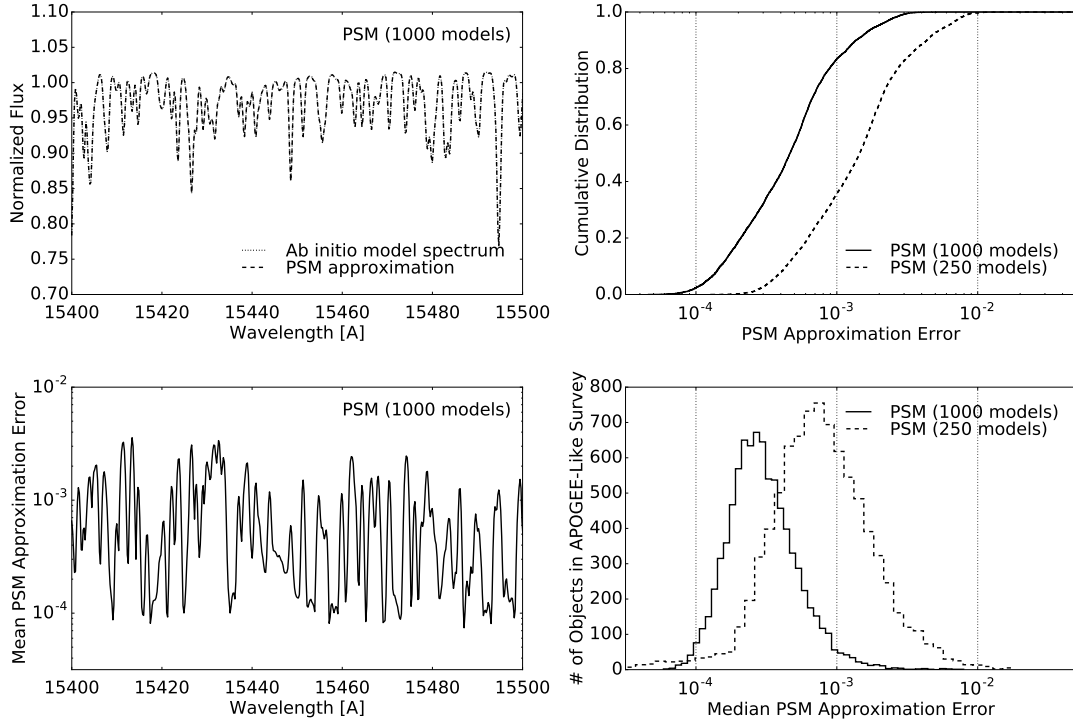 1.10
1.05
1.00
0.95
0.90
0.85
0.80
0.75
0.70
Normalized Flux
PSM (1000 models)
Ab initio model spectrum
PSM approximation
15400 15420 15440 15460 15480 15500
Wavelength [A]
1.0
0.8
0.6
0.4
0.2
0.0
Cumulative Distribution
PSM (1000 models)
PSM (250 models)
10^-4 10^-3 10^-2
PSM Approximation Error
10^-2
10^-3
10^-4
Mean PSM Approximation Error
PSM (1000 models)
15400 15420 15440 15460 15480 15500
Wavelength [A]
800
700
600
500
400
300
200
100
0
# of Objects in APOGEE-Like Survey
PSM (1000 models)
PSM (250 models)
10^-4 10^-3 10^-2
Median PSM Approximation Error